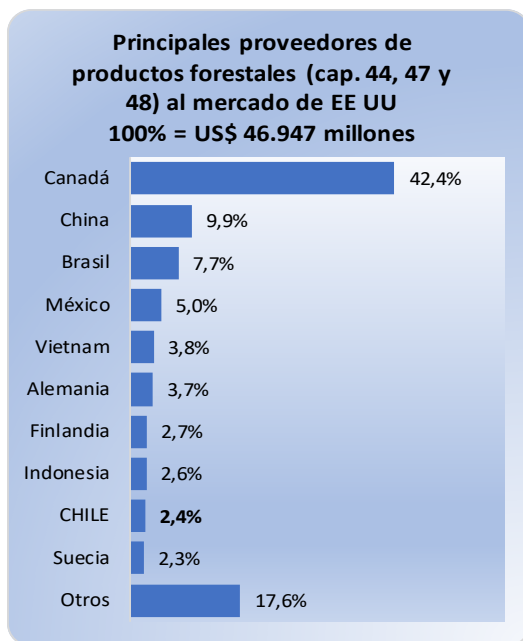 Principales proveedores de
productos forestales (cap. 44, 47 y
48) al mercado de EE UU
100% = US$ 46.947 millones
Canadá 42,4%
China 9,9%
Brasil 7,7%
México 5,0%
Vietnam 3,8%
Alemania 3,7%
Finlandia 2,7%
Indonesia 2,6%
CHILE 2,4%
Suecia 2,3%
Otros 17,6%